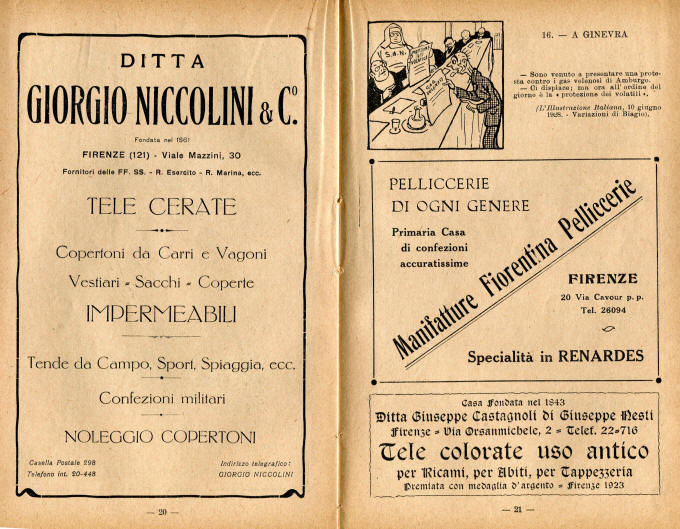 DITTA
GIORGIO NICCOLINI & Cº.
Fondata nel 1861
FIRENZE (121) - Viale Mazzini, 30
Fornitori delle FF. SS. - R. Esercito - R. Marina, ecc.
TELE CERATE
Copertoni da Carri e Vagoni
Vestiari - Sacchi - Coperte
IMPERMEABILI
Tende da Campo, Sport, Spiaggia, ecc.
Confezioni militari
NOLEGGIO COPERTONI
Casella Postale 298
Telefono int. 20-448
Indirizzo telegrafico:
GIORGIO NICCOLINI
— 20 —
S.d.N.
16. — A GINEVRA
— Sono venuto a presentare una prote-
sta contro i gas velenosi di Amburgo.
— Ci dispiace; ma ora all'ordine del
giorno è la « protezione dei volatili ».
(L'Illustrazione Italiana, 10 giugno
1928. - Variazioni di Biagio).
PELLICCERIE
DI OGNI GENERE
Primaria Casa
di confezioni
accuratissime
Manifatture Fiorentina Pelliccerie
FIRENZE
20 Via Cavour p. p.
Tel. 26094
Specialità in RENARDES
Casa Fondata nel 1843
Ditta Giuseppe Castagnoli di Giuseppe Nesti
Firenze - Via Orsanmichele, 2 - Telef. 22-716
Tele colorate uso antico
per Ricami, per Abiti, per Tappezzeria
Premiata con medaglia d'argento - Firenze 1923
— 21 —